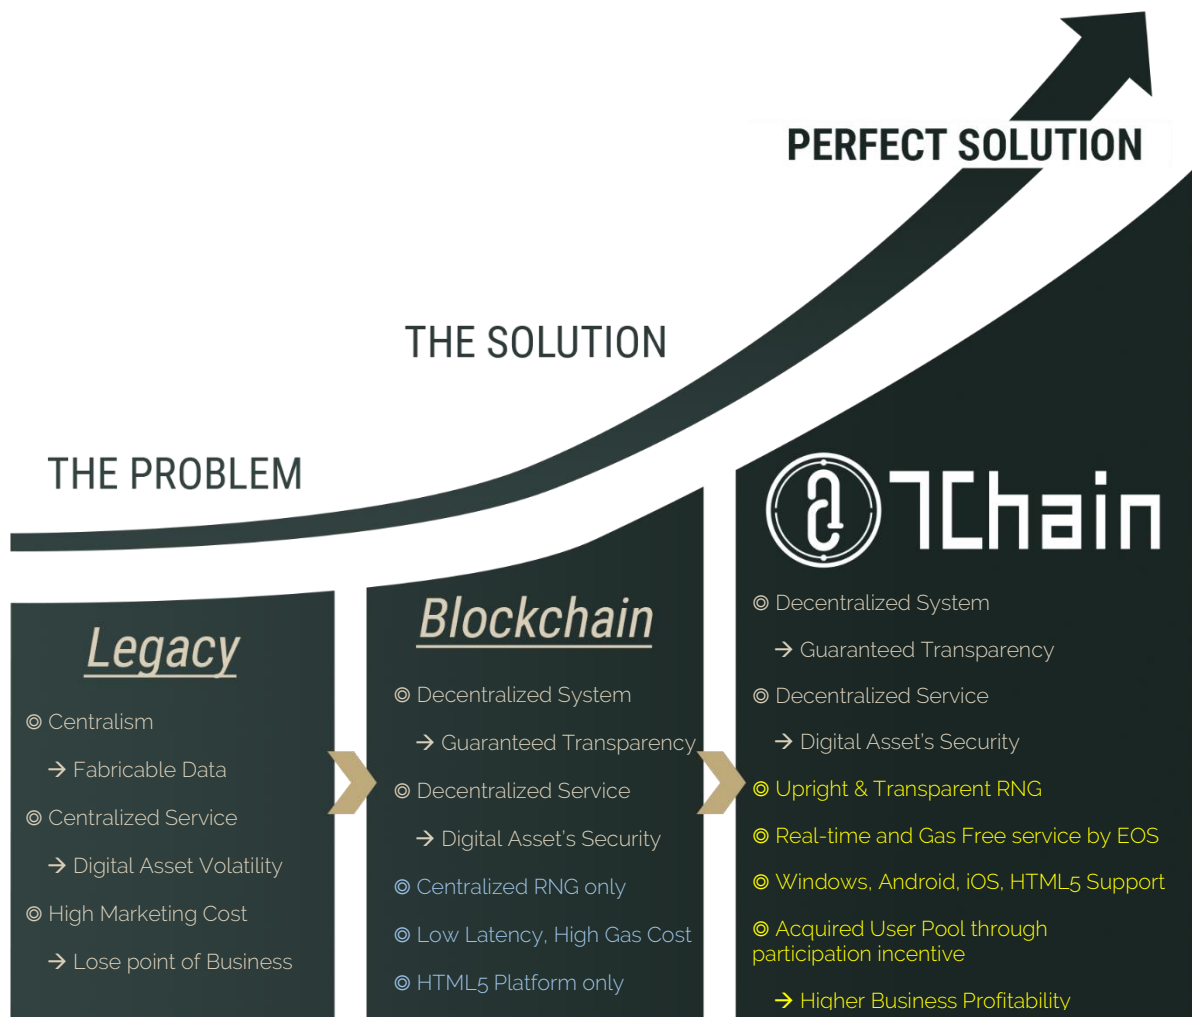 PERFECT SOLUTION
THE SOLUTION
THE PROBLEM
Legacy
◎ Centralism
→ Fabricable Data
◎ Centralized Service
→ Digital Asset Volatility
◎ High Marketing Cost
→ Lose point of Business
Blockchain
◎ Decentralized System
→ Guaranteed Transparency
◎ Decentralized Service
→ Digital Asset's Security
◎ Centralized RNG only
◎ Low Latency, High Gas Cost
◎ HTML5 Platform only
7Chain
◎ Decentralized System
→ Guaranteed Transparency
◎ Decentralized Service
→ Digital Asset's Security
◎ Upright & Transparent RNG
◎ Real-time and Gas Free service by EOS
◎ Windows, Android, iOS, HTML5 Support
◎ Acquired User Pool through
participation incentive
→ Higher Business Profitability